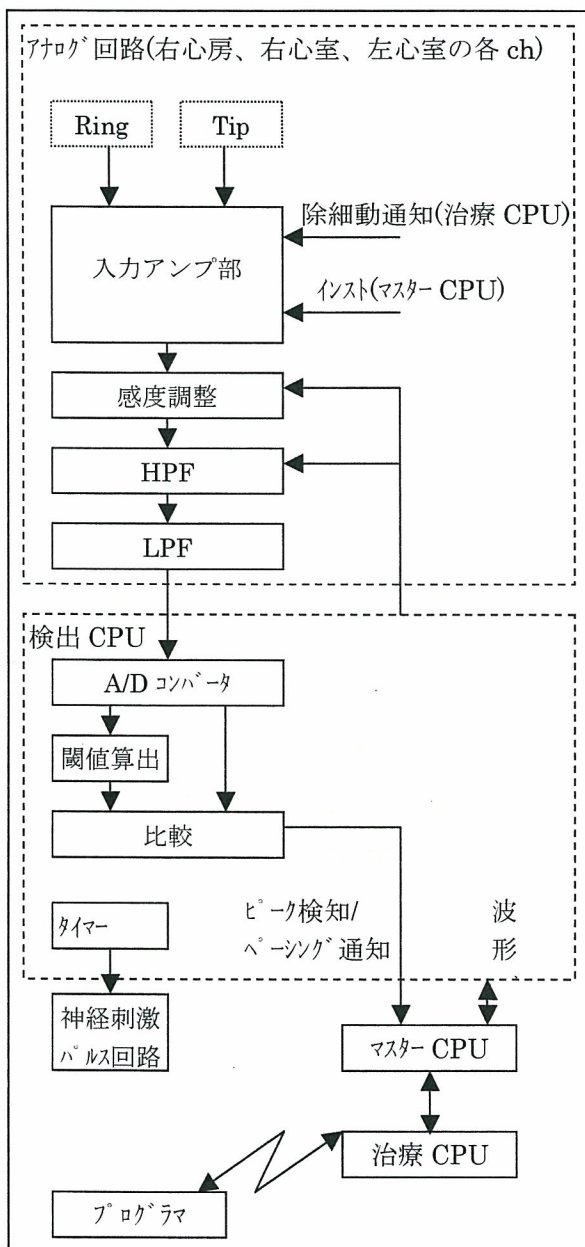 アナログ回路(右心房、右心室、左心室の各 ch)
Ring
Tip
除細動通知(治療 CPU)
入力アンプ部
インスト(マスター CPU)
感度調整
HPF
LPF
検出 CPU
A/D コンバータ
閾値算出
比較
タイマー
ピーク検知/
ペーシング通知
波
形
神経刺激
パルス回路
マスター CPU
治療 CPU
プログラマ